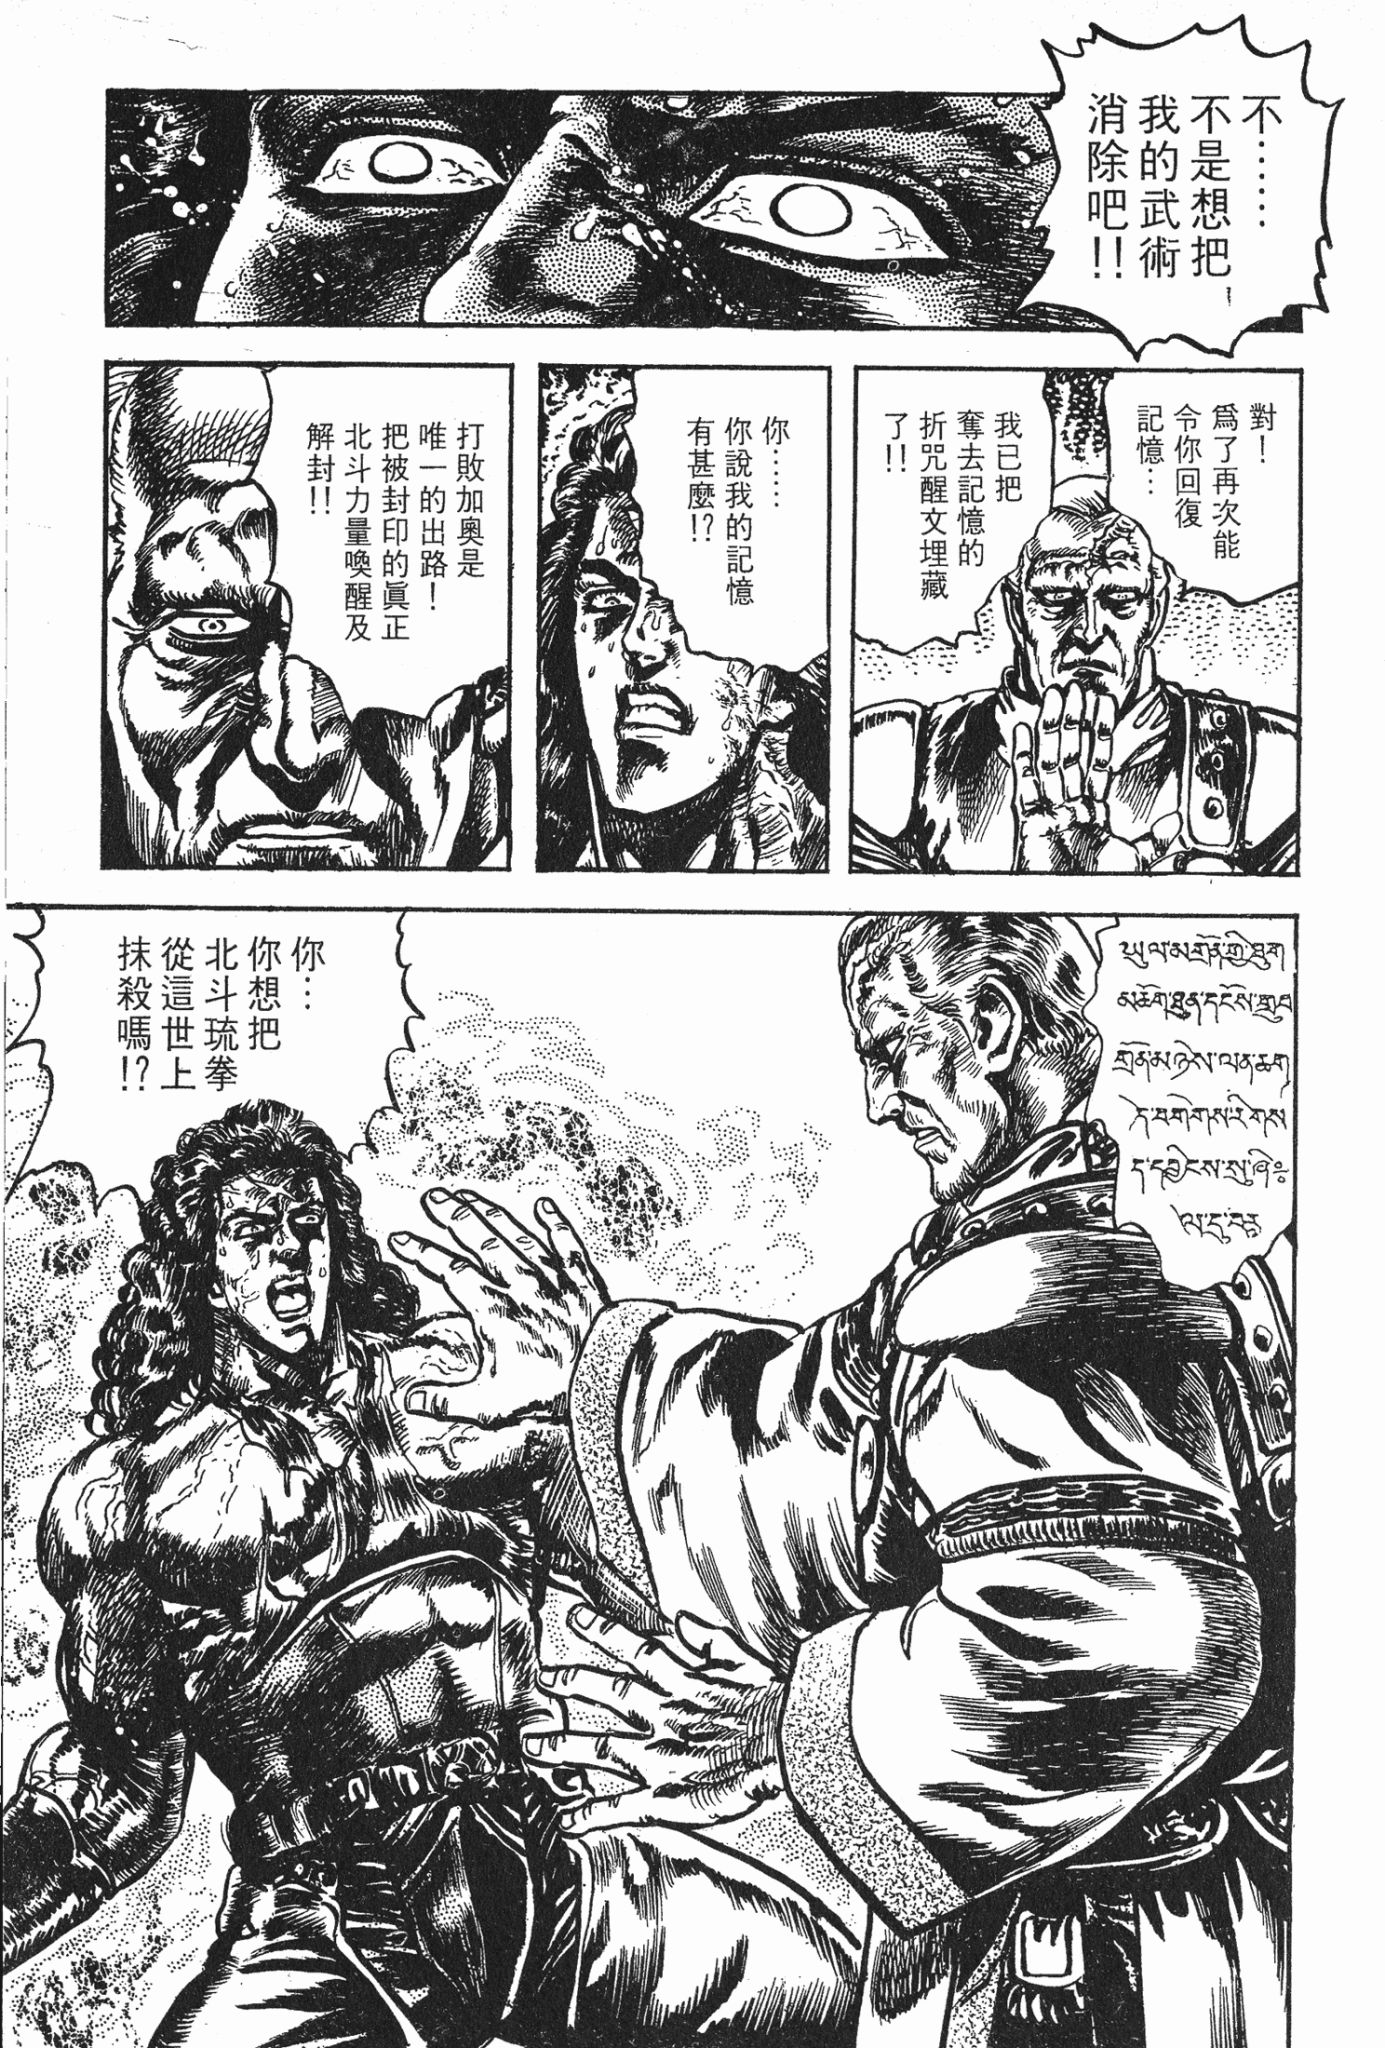 不……
不是想把，
我的武術
消除吧!!
對！
爲了再次能
令你回復
記憶…
我已把
奪去記憶的
折咒醒文埋藏
了!!
你……
你說我的記憶
有甚麼!?
打敗加奧是
唯一的出路！
把被封印的眞正
北斗力量喚醒及
解封!!
你…
你想把
北斗琉拳
從這世上
抹殺嗎!?